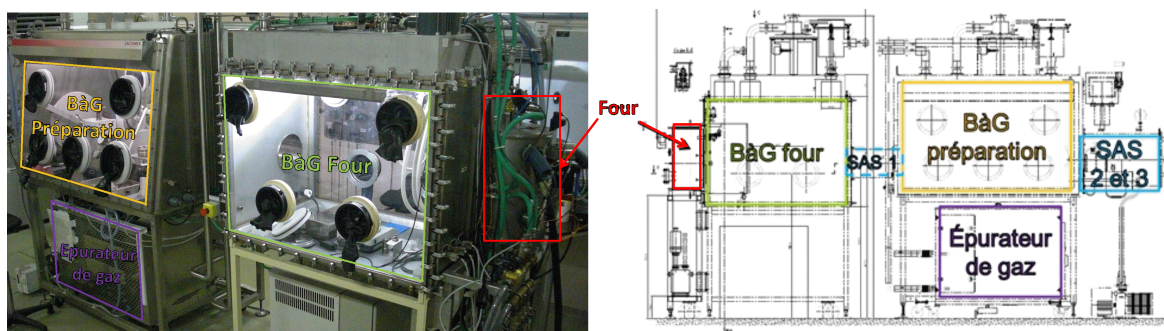 BàG
Préparation
BàG Four
Épurateur
de gaz
Four
BàG four
SAS 1
BàG
préparation
SAS
2 et 3
Épurateur
de gaz